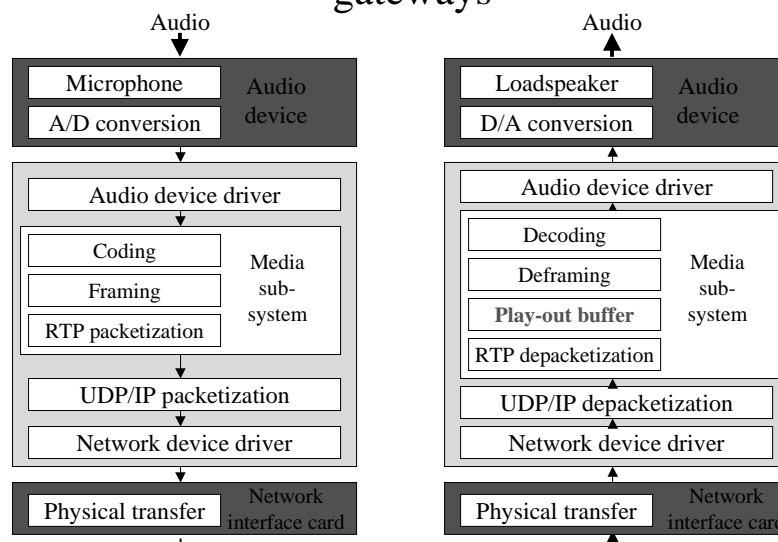 gateways
Audio
Microphone
A/D conversion
Audio
device
Audio device driver
Coding
Framing
RTP packetization
Media
sub-
system
UDP/IP packetization
Network device driver
Physical transfer
Network
interface card
Audio
Loadspeaker
D/A conversion
Audio
device
Audio device driver
Decoding
Deframing
Play-out buffer
RTP depacketization
Media
sub-
system
UDP/IP depacketization
Network device driver
Physical transfer
Network
interface card